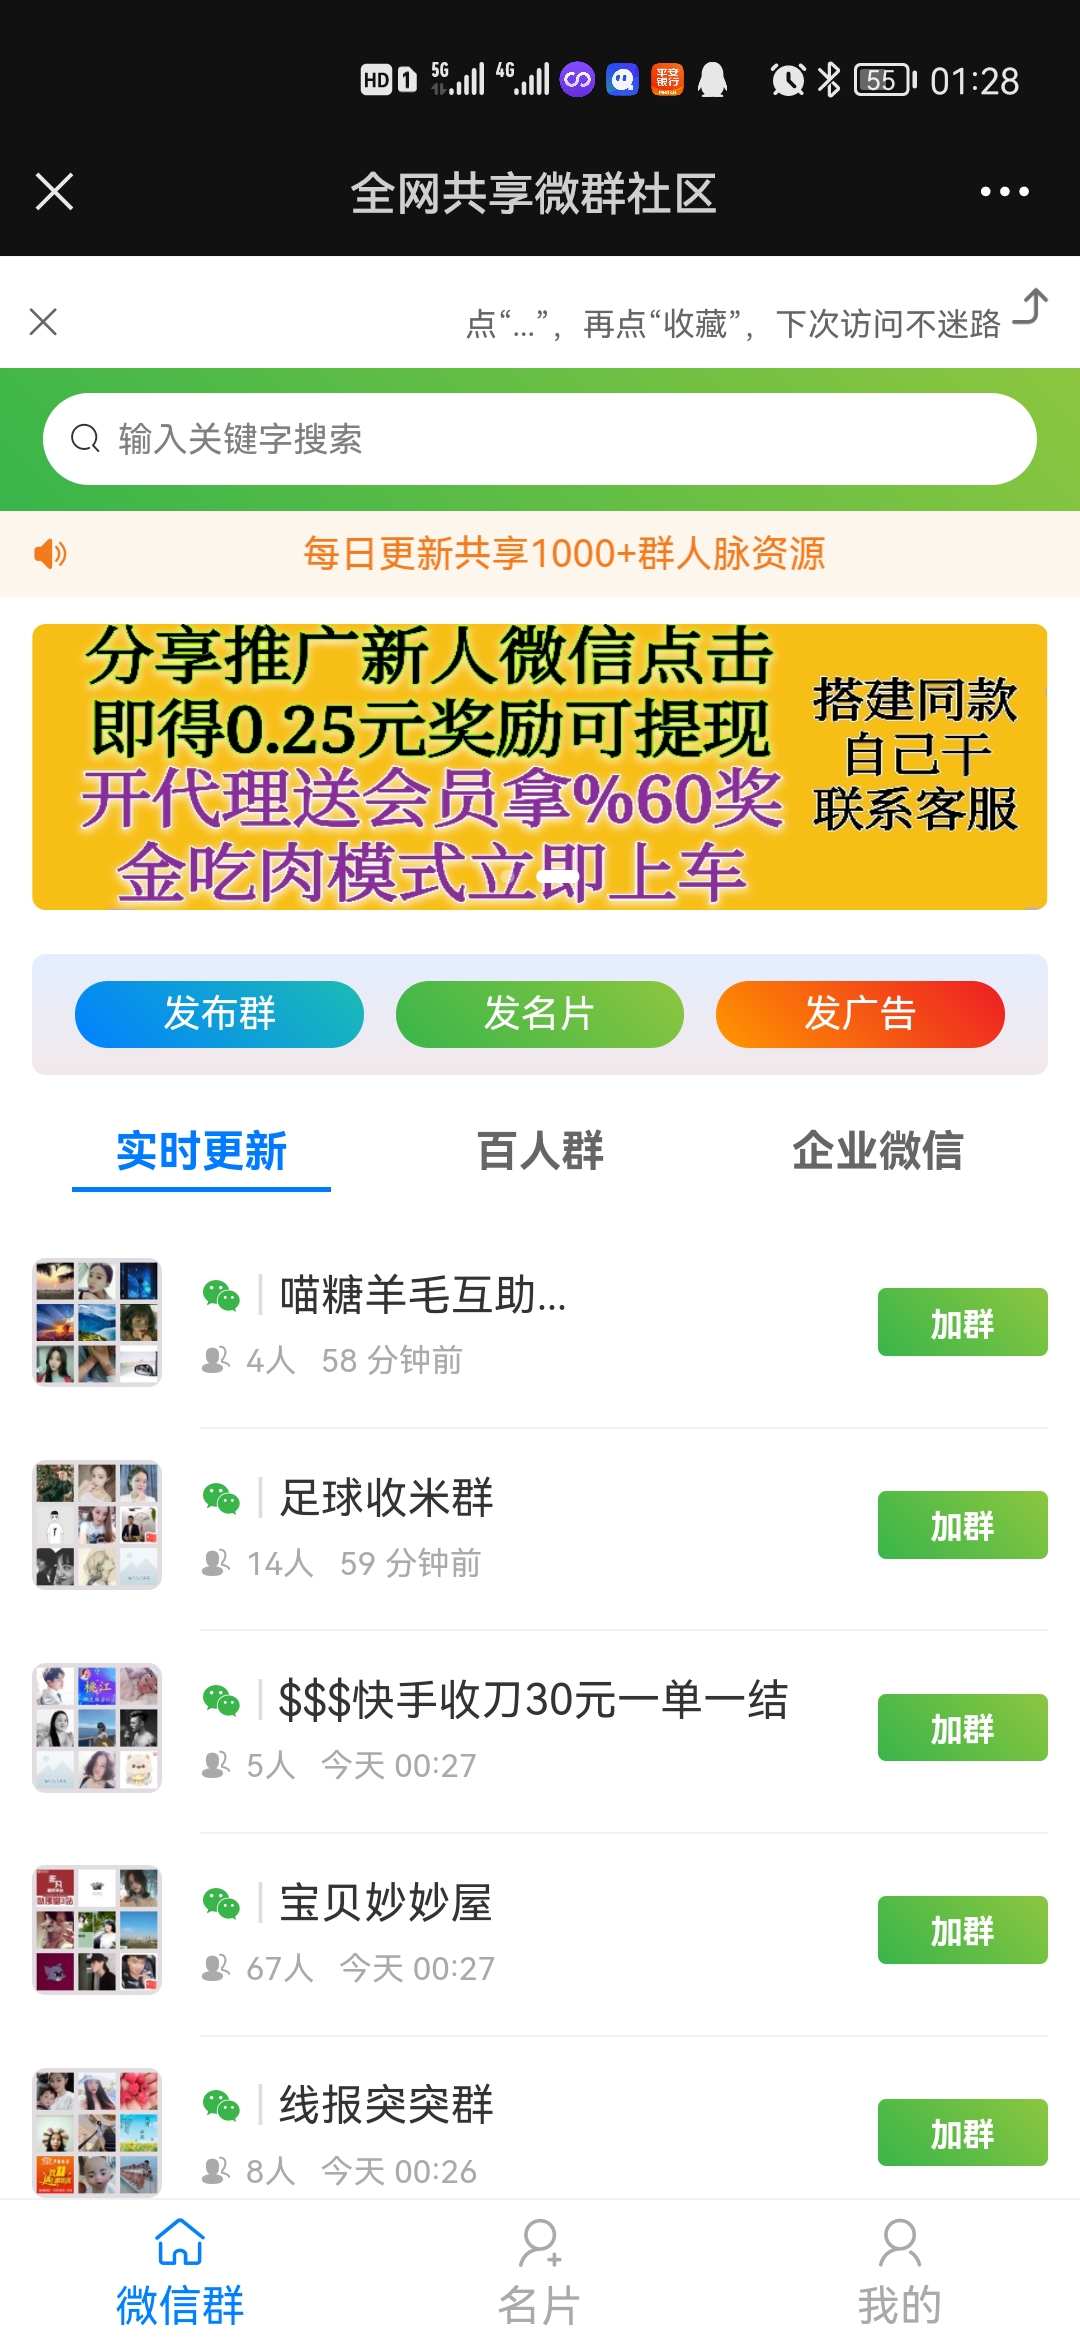 HD 1 5G 4G 平安银行 55 01:28
全网共享微群社区
点“...”，再点“收藏”，下次访问不迷路
输入关键字搜索
每日更新共享1000+群人脉资源
分享推广新人微信点击
即得0.25元奖励可提现
开代理送会员拿%60奖
金吃肉模式立即上车
搭建同款
自己干
联系客服
发布群 发名片 发广告
实时更新 百人群 企业微信
喵糖羊毛互助...
4人 58 分钟前
加群
足球收米群
14人 59 分钟前
加群
$$$快手收刀30元一单一结
5人 今天 00:27
加群
宝贝妙妙屋
67人 今天 00:27
加群
线报突突群
8人 今天 00:26
加群
微信群 名片 我的